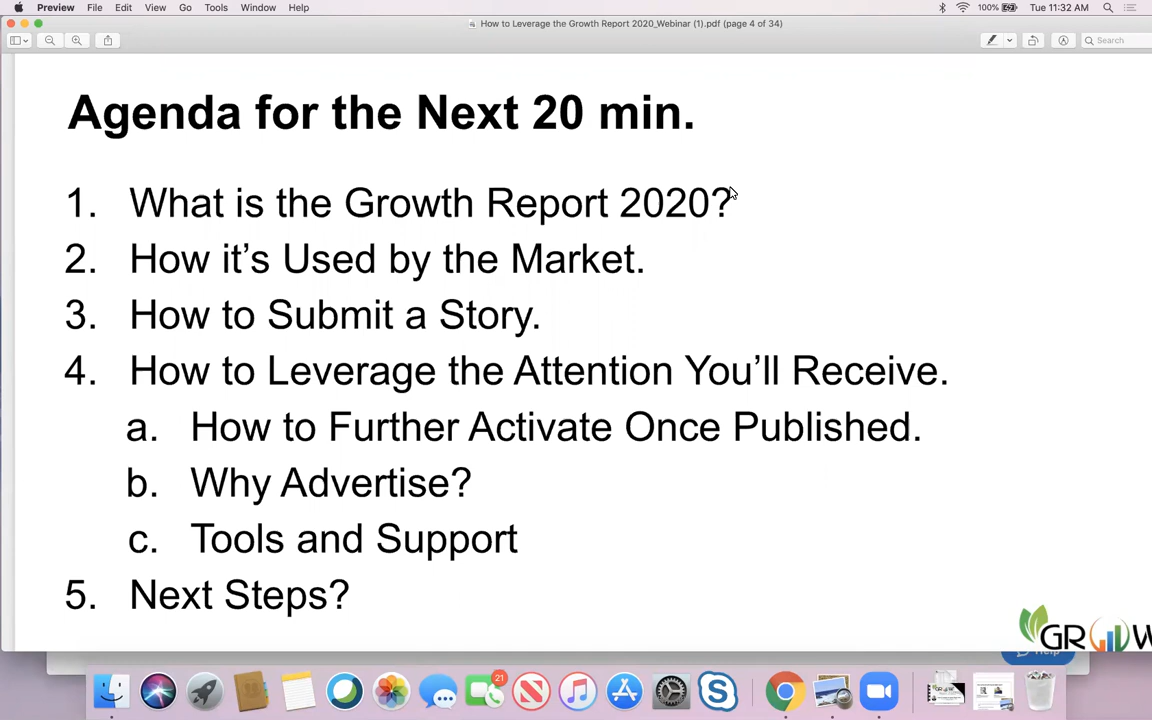 Preview File Edit View Go Tools Window Help 100% Tue 11:32 AM
How to Leverage the Growth Report 2020_Webinar (1).pdf (page 4 of 34)
Search
Agenda for the Next 20 min.
1. What is the Growth Report 2020?
2. How it’s Used by the Market.
3. How to Submit a Story.
4. How to Leverage the Attention You’ll Receive.
a. How to Further Activate Once Published.
b. Why Advertise?
c. Tools and Support
5. Next Steps?
GROW
Help
21